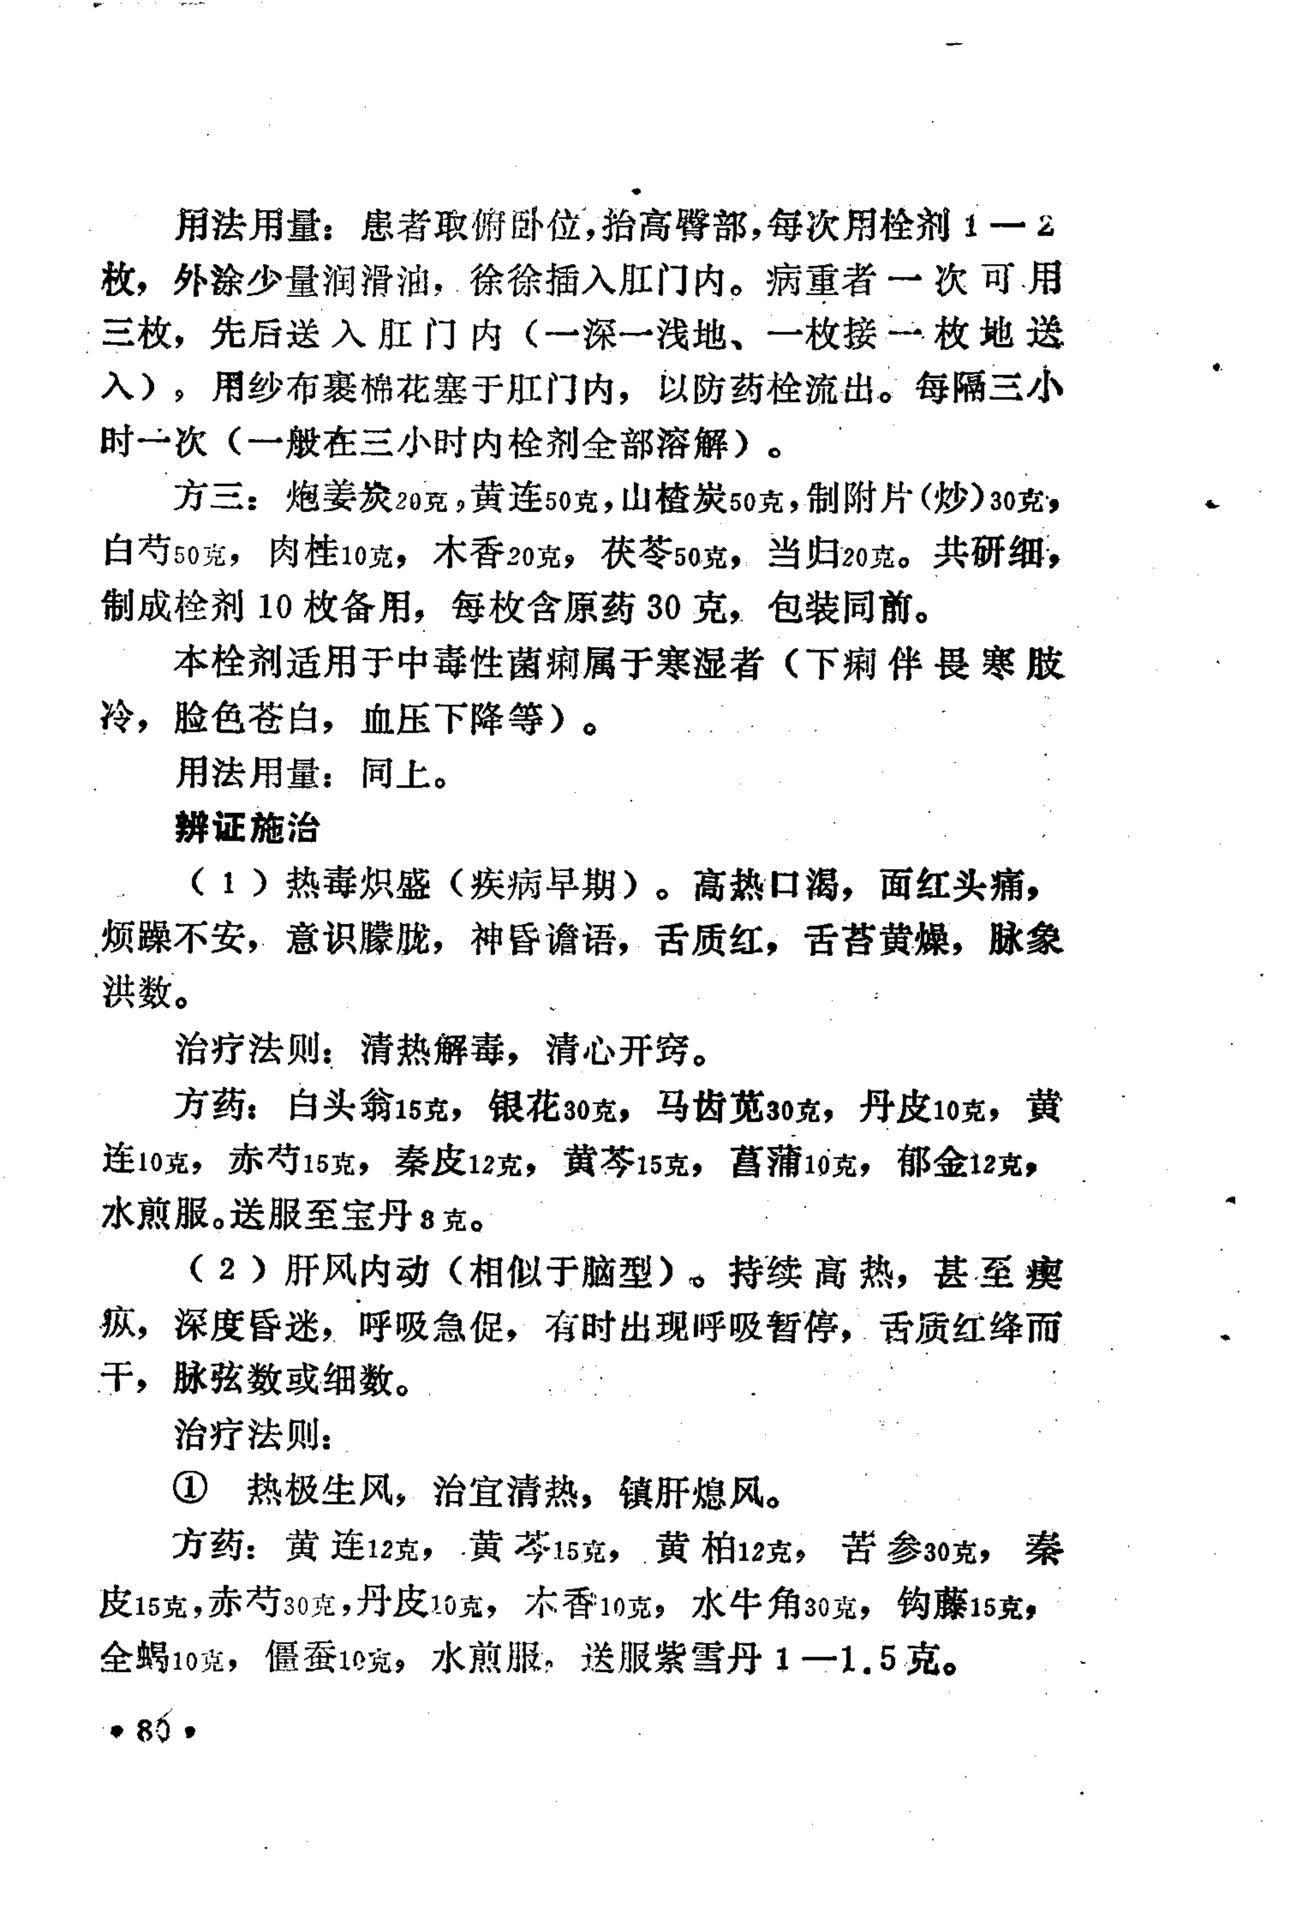 用法用量：患者取俯卧位，抬高臀部，每次用栓剂1—2
枚，外涂少量润滑油，徐徐插入肛门内。病重者一次可用
三枚，先后送入肛门内（一深一浅地、一枚接一枚地送
入），用纱布裹棉花塞于肛门内，以防药栓流出。每隔三小
时一次（一般在三小时内栓剂全部溶解）。
方三：炮姜炭20克，黄连50克，山楂炭50克，制附片(炒)30克，
白芍50克，肉桂10克，木香20克，茯苓50克，当归20克。共研细，
制成栓剂10枚备用，每枚含原药30克，包装同前。
本栓剂适用于中毒性菌痢属于寒湿者（下痢伴畏寒肢
冷，脸色苍白，血压下降等）。
用法用量：同上。
辨证施治
（1）热毒炽盛（疾病早期）。高热口渴，面红头痛，
烦躁不安，意识朦胧，神昏谵语，舌质红，舌苔黄燥，脉象
洪数。
治疗法则：清热解毒，清心开窍。
方药：白头翁15克，银花30克，马齿苋30克，丹皮10克，黄
连10克，赤芍15克，秦皮12克，黄芩15克，菖蒲10克，郁金12克，
水煎服。送服至宝丹3克。
（2）肝风内动（相似于脑型）。持续高热，甚至瘈
疭，深度昏迷，呼吸急促，有时出现呼吸暂停，舌质红绛而
干，脉弦数或细数。
治疗法则：
① 热极生风，治宜清热，镇肝熄风。
方药：黄连12克，黄芩15克，黄柏12克，苦参30克，秦
皮15克，赤芍30克，丹皮10克，木香10克，水牛角30克，钩藤15克，
全蝎10克，僵蚕10克，水煎服，送服紫雪丹1—1.5克。
•80•